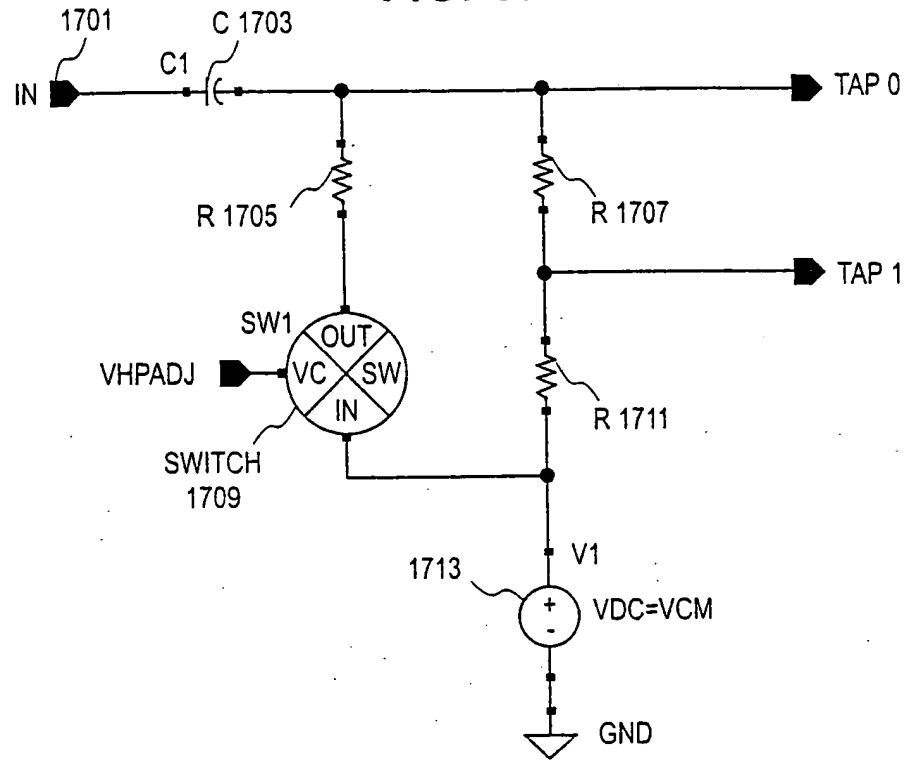 1701
C 1703
C1
IN
TAP 0
R 1705
R 1707
TAP 1
SW1
OUT
VHPADJ
VC
SW
IN
R 1711
SWITCH
1709
V1
1713
+
VDC=VCM
-
GND